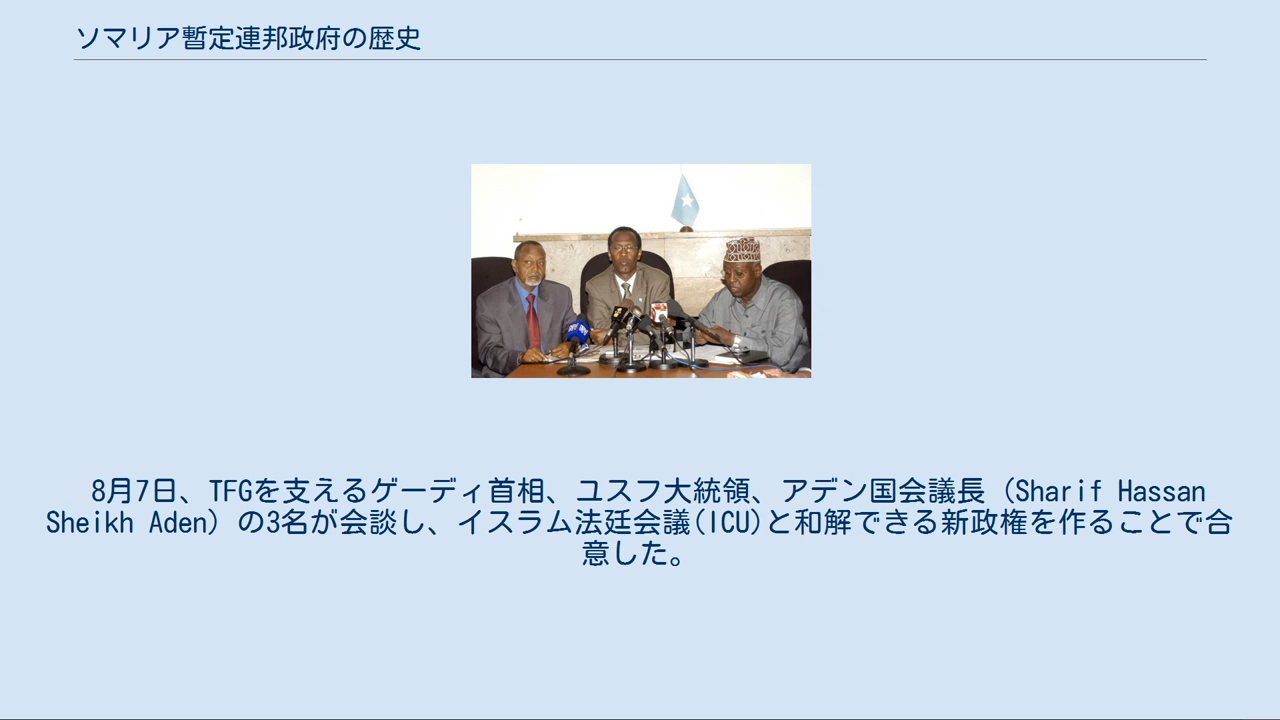 ソマリア暫定連邦政府の歴史
8月7日、TFGを支えるゲーディ首相、ユスフ大統領、アデン国会議長（Sharif Hassan
Sheikh Aden）の3名が会談し、イスラム法廷会議(ICU)と和解できる新政権を作ることで合
意した。